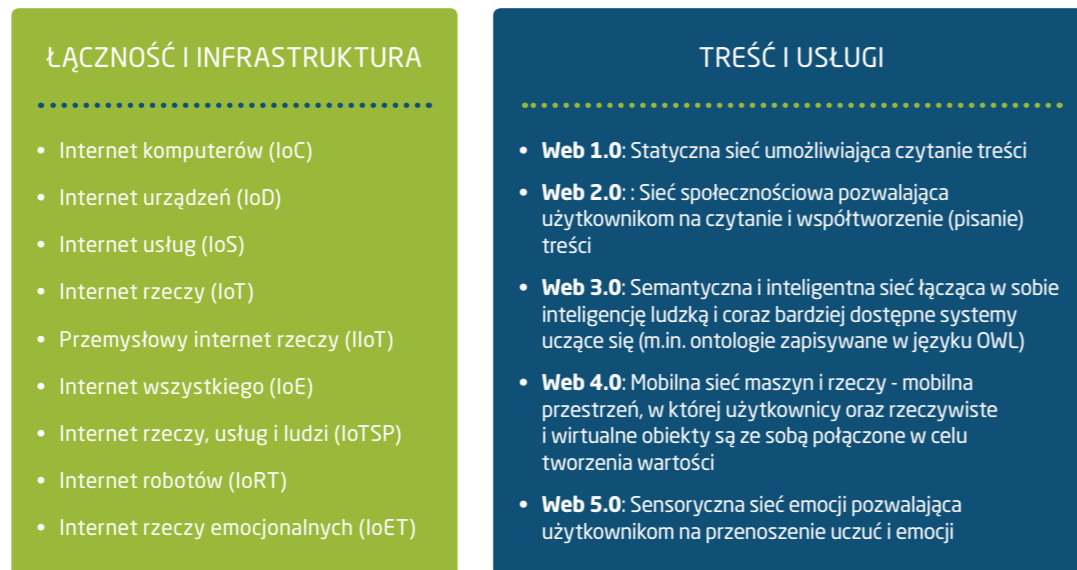 ŁĄCZNOŚĆ I INFRASTRUKTURA
• Internet komputerów (IoC)
• Internet urządzeń (IoD)
• Internet usług (IoS)
• Internet rzeczy (IoT)
• Przemysłowy internet rzeczy (IIoT)
• Internet wszystkiego (IoE)
• Internet rzeczy, usług i ludzi (IoTSP)
• Internet robotów (IoRT)
• Internet rzeczy emocjonalnych (IoET)
TREŚĆ I USŁUGI
• Web 1.0: Statyczna sieć umożliwiająca czytanie treści
• Web 2.0: : Sieć społecznościowa pozwalająca
użytkownikom na czytanie i współtworzenie (pisanie)
treści
• Web 3.0: Semantyczna i inteligentna sieć łącząca w sobie
inteligencję ludzką i coraz bardziej dostępne systemy
uczące się (m.in. ontologie zapisywane w języku OWL)
• Web 4.0: Mobilna sieć maszyn i rzeczy - mobilna
przestrzeń, w której użytkownicy oraz rzeczywiste
i wirtualne obiekty są ze sobą połączone w celu
tworzenia wartości
• Web 5.0: Sensoryczna sieć emocji pozwalająca
użytkownikom na przenoszenie uczuć i emocji